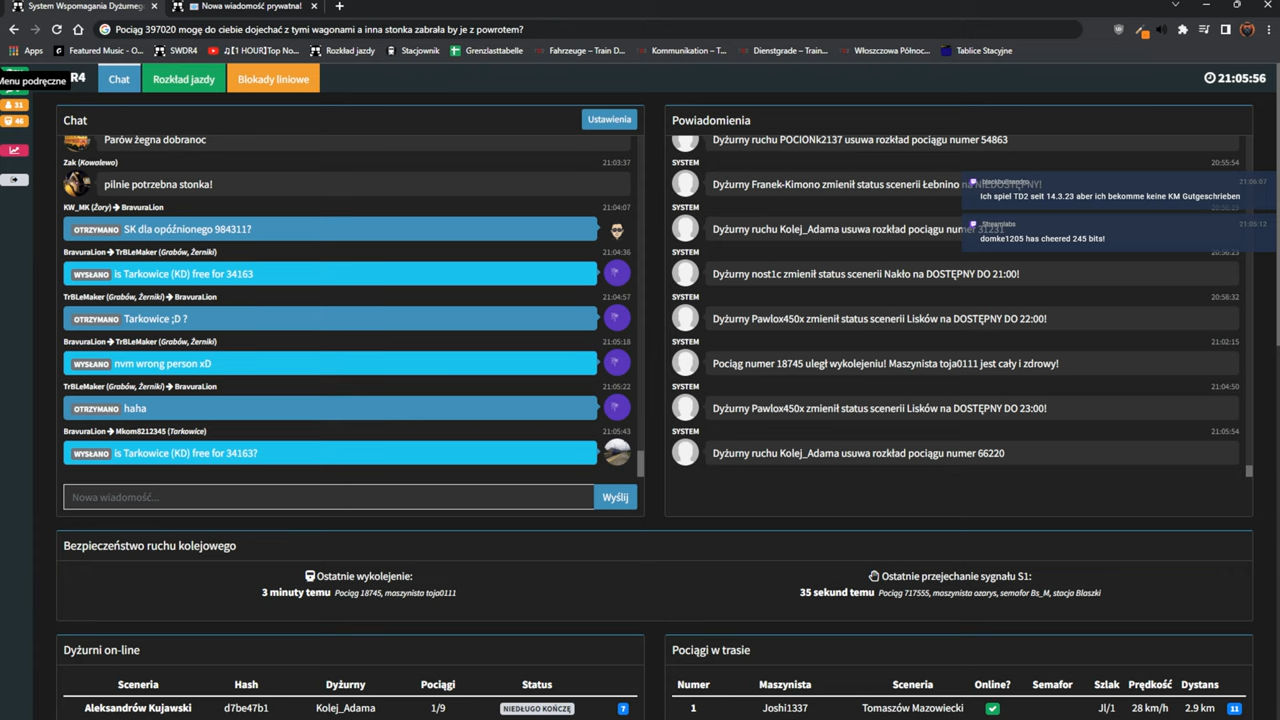 System Wspomagania Dyżurnego
Nowa wiadomość prywatna!
Pociąg 397020 mogę do ciebie dojechać z tymi wagonami a inna stonka zabrała by je z powrotem?
Apps
Featured Music - O...
SWDR4
♫[1 HOUR]Top No...
Rozkład jazdy
Stacjownik
Grenzlasttabelle
Fahrzeuge – Train D...
Kommunikation – T...
Dienstgrade – Train...
Włoszczowa Północ...
Tablice Stacyjne
Menu podręczne
R4
Chat
Rozkład jazdy
Blokady liniowe
21:05:56
31
46
Chat
Ustawienia
Parów żegna dobranoc
Zak (Kowalewo)
21:03:37
pilnie potrzebna stonka!
KW_MK (Żory) → BravuraLion
21:04:07
OTRZYMANO SK dla opóźnionego 984311?
BravuraLion → TrBLeMaker (Grabów, Żerniki)
21:04:36
WYSŁANO is Tarkowice (KD) free for 34163
TrBLeMaker (Grabów, Żerniki) → BravuraLion
21:04:57
OTRZYMANO Tarkowice ;D ?
BravuraLion → TrBLeMaker (Grabów, Żerniki)
21:05:18
WYSŁANO nvm wrong person xD
TrBLeMaker (Grabów, Żerniki) → BravuraLion
21:05:22
OTRZYMANO haha
BravuraLion → Mkom8212345 (Tarkowice)
21:05:43
WYSŁANO is Tarkowice (KD) free for 34163?
Nowa wiadomość...
Wyślij
Powiadomienia
Dyżurny ruchu POCIONk2137 usuwa rozkład pociągu numer 54863
SYSTEM
20:55:54
Dyżurny Franek-Kimono zmienił status scenerii Łebnino na NIEDOSTĘPNY!
SYSTEM
Dyżurny ruchu Kolej_Adama usuwa rozkład pociągu numer 31231
SYSTEM
20:56:23
Dyżurny nost1c zmienił status scenerii Nakło na DOSTĘPNY DO 21:00!
SYSTEM
20:58:32
Dyżurny Pawlox450x zmienił status scenerii Lisków na DOSTĘPNY DO 22:00!
SYSTEM
21:02:15
Pociąg numer 18745 uległ wykolejeniu! Maszynista toja0111 jest cały i zdrowy!
SYSTEM
21:04:50
Dyżurny Pawlox450x zmienił status scenerii Lisków na DOSTĘPNY DO 23:00!
SYSTEM
21:05:54
Dyżurny ruchu Kolej_Adama usuwa rozkład pociągu numer 66220
21:06:07
Ich spiel TD2 seit 14.3.23 aber ich bekomme keine KM Gutgeschrieben
Streamlabs
21:05:12
domke1205 has cheered 245 bits!
Bezpieczeństwo ruchu kolejowego
Ostatnie wykolejenie:
3 minuty temu Pociąg 18745, maszynista toja0111
Ostatnie przejechanie sygnału S1:
35 sekund temu Pociąg 717555, maszynista azarys, semafor Bs_M, stacja Blaszki
Dyżurni on-line
Sceneria Hash Dyżurny Pociągi Status
Aleksandrów Kujawski d7be47b1 Kolej_Adama 1/9 NIEDŁUGO KOŃCZĘ 7
Pociągi w trasie
Numer Maszynista Sceneria Online? Semafor Szlak Prędkość Dystans
1 Joshi1337 Tomaszów Mazowiecki Jl/1 28 km/h 2.9 km 11